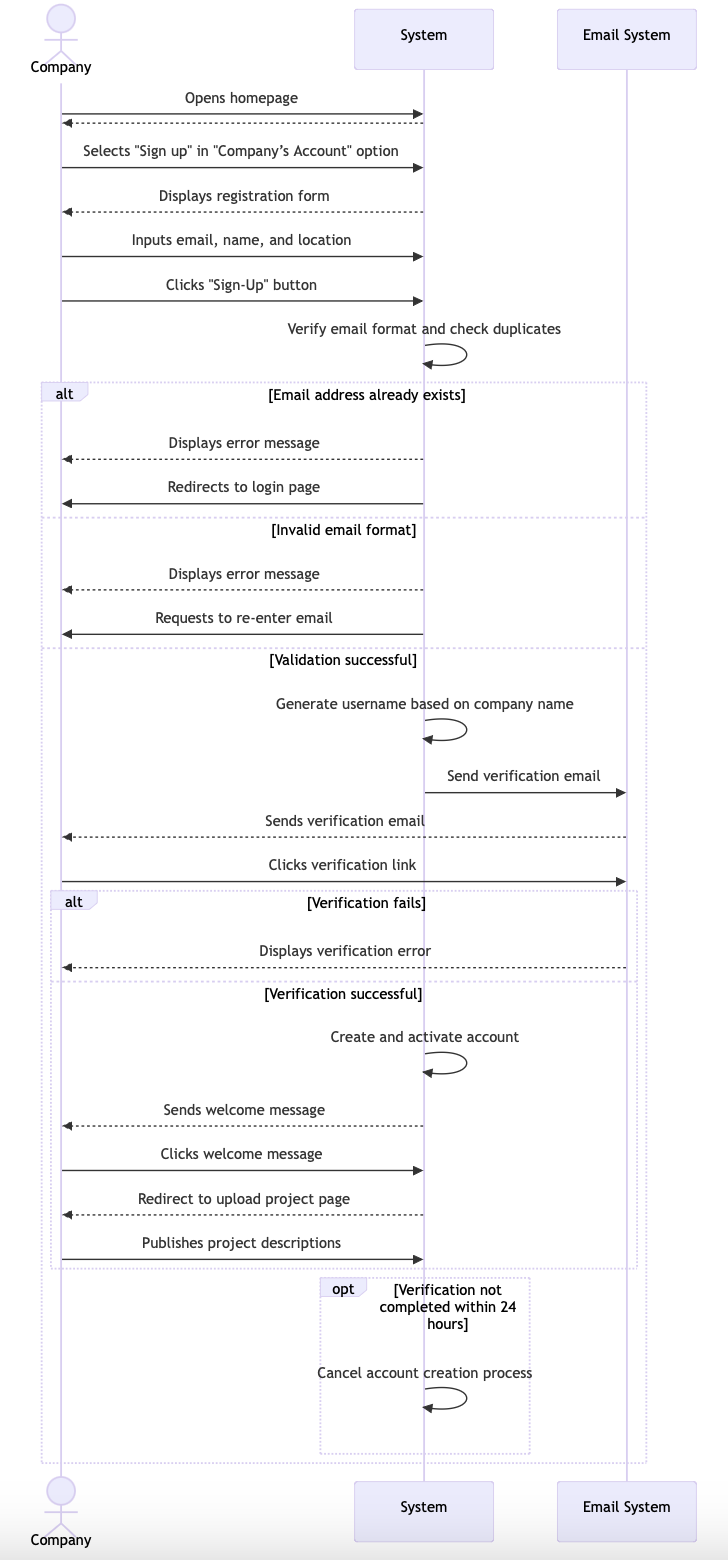 System
Email System
Company
Opens homepage
Selects "Sign up" in "Company’s Account" option
Displays registration form
Inputs email, name, and location
Clicks "Sign-Up" button
Verify email format and check duplicates
alt
[Email address already exists]
Displays error message
Redirects to login page
[Invalid email format]
Displays error message
Requests to re-enter email
[Validation successful]
Generate username based on company name
Send verification email
Sends verification email
Clicks verification link
alt
[Verification fails]
Displays verification error
[Verification successful]
Create and activate account
Sends welcome message
Clicks welcome message
Redirect to upload project page
Publishes project descriptions
opt
[Verification not
completed within 24
hours]
Cancel account creation process
System
Email System
Company